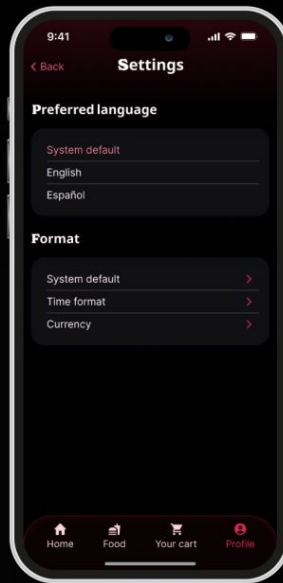 9:41
Back
Settings
Preferred language
System default
English
Español
Format
System default
Time format
Currency
Home
Food
Your cart
Profile